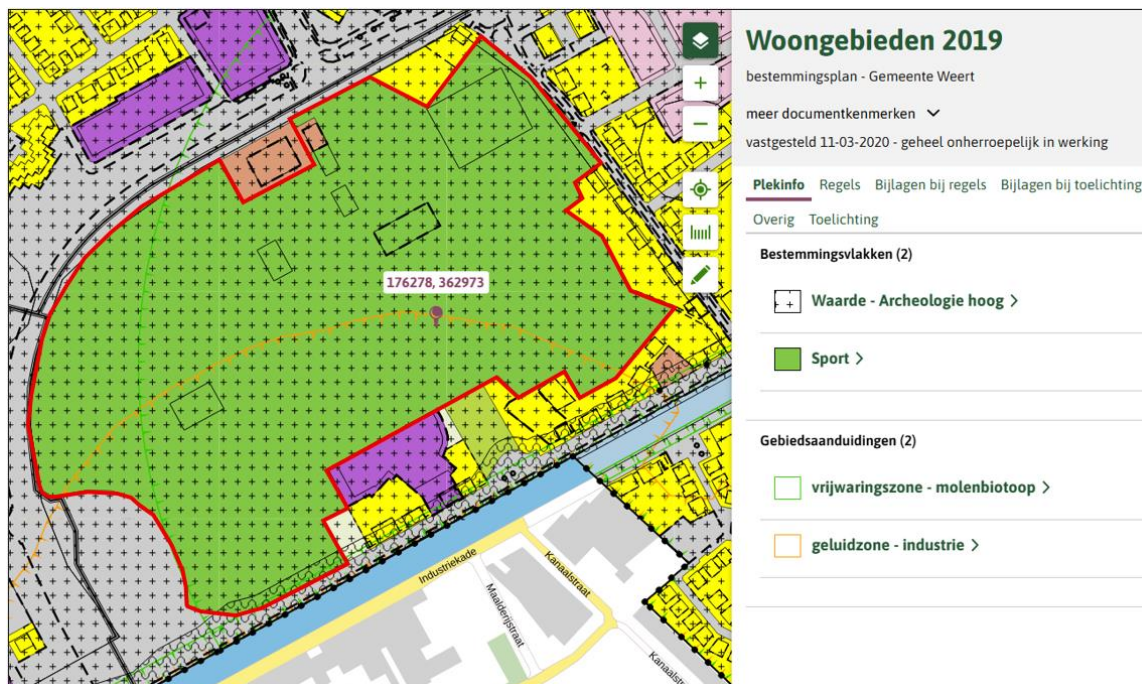 Woongebieden 2019
bestemmingsplan - Gemeente Weert
meer documentkenmerken
vastgesteld 11-03-2020 - geheel onherroepelijk in werking
Plekinfo Regels Bijlagen bij regels Bijlagen bij toelichting
Overig Toelichting
Bestemmingsvlakken (2)
Waarde - Archeologie hoog >
Sport >
Gebiedsaanduidingen (2)
vrijwaringszone - molenbiotoop >
geluidzone - industrie >
176278, 362973
Industriekade
Kanaalstraat
Maalderijstraat
Kanaals